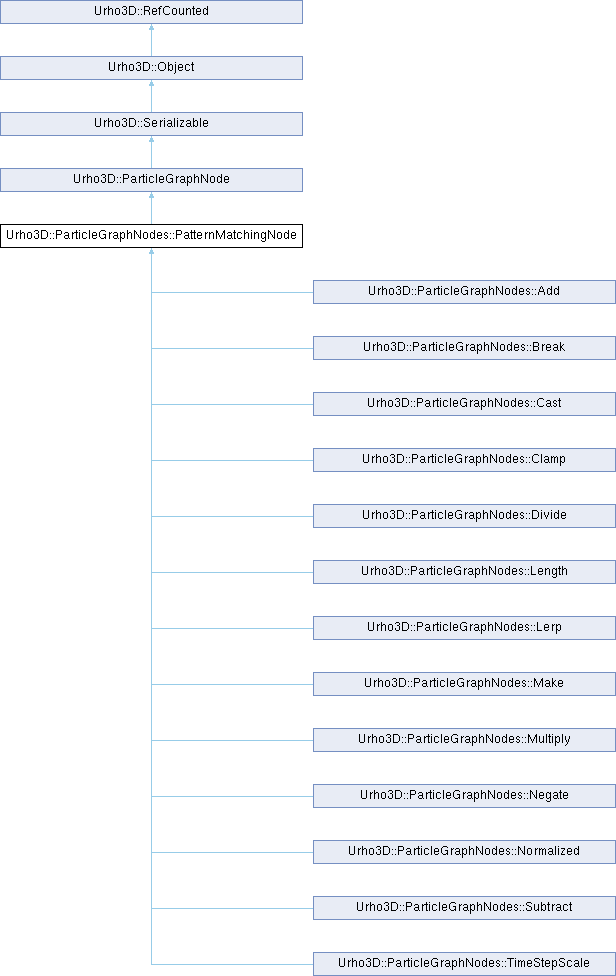 Urho3D::RefCounted
Urho3D::Object
Urho3D::Serializable
Urho3D::ParticleGraphNode
Urho3D::ParticleGraphNodes::PatternMatchingNode
Urho3D::ParticleGraphNodes::Add
Urho3D::ParticleGraphNodes::Break
Urho3D::ParticleGraphNodes::Cast
Urho3D::ParticleGraphNodes::Clamp
Urho3D::ParticleGraphNodes::Divide
Urho3D::ParticleGraphNodes::Length
Urho3D::ParticleGraphNodes::Lerp
Urho3D::ParticleGraphNodes::Make
Urho3D::ParticleGraphNodes::Multiply
Urho3D::ParticleGraphNodes::Negate
Urho3D::ParticleGraphNodes::Normalized
Urho3D::ParticleGraphNodes::Subtract
Urho3D::ParticleGraphNodes::TimeStepScale